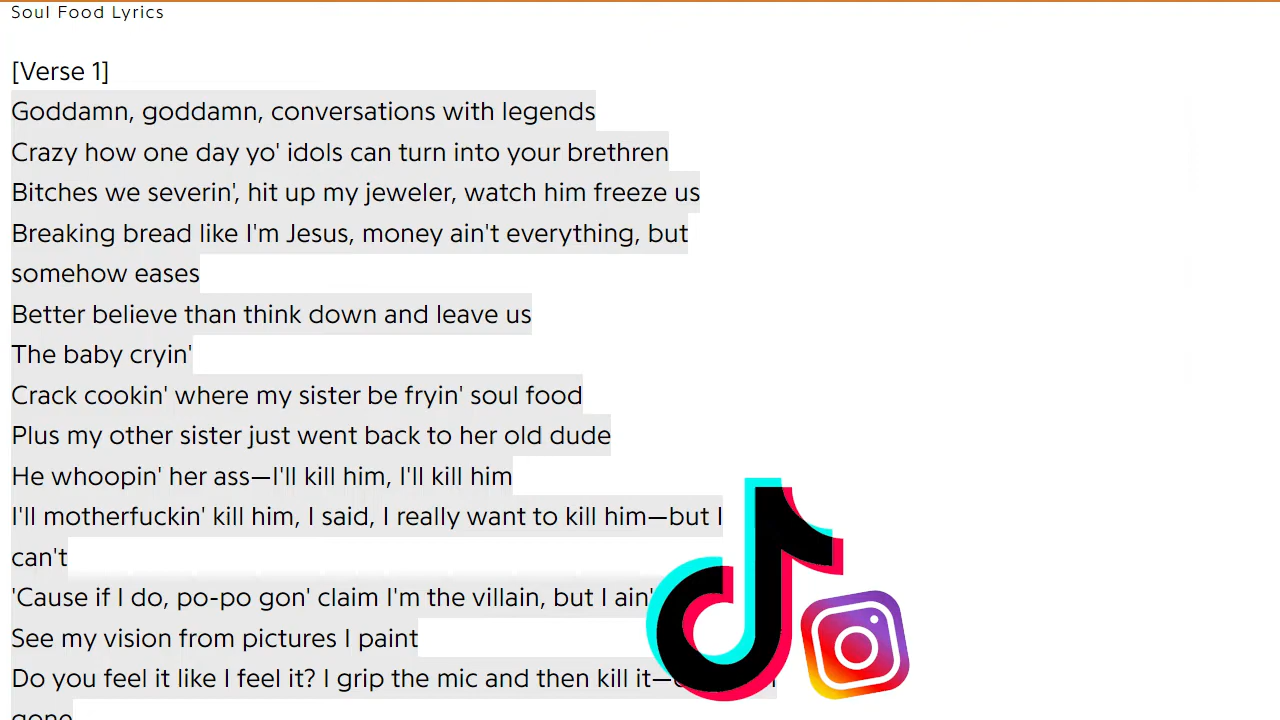 Soul Food Lyrics
[Verse 1]
Goddamn, goddamn, conversations with legends
Crazy how one day yo' idols can turn into your brethren
Bitches we severin', hit up my jeweler, watch him freeze us
Breaking bread like I'm Jesus, money ain't everything, but
somehow eases
Better believe than think down and leave us
The baby cryin'
Crack cookin' where my sister be fryin' soul food
Plus my other sister just went back to her old dude
He whoopin' her ass—I'll kill him, I'll kill him
I'll motherfuckin' kill him, I said, I really want to kill him—but I
can't
'Cause if I do, po-po gon' claim I'm the villain, but I ain'
See my vision from pictures I paint
Do you feel it like I feel it? I grip the mic and then kill it—
gone